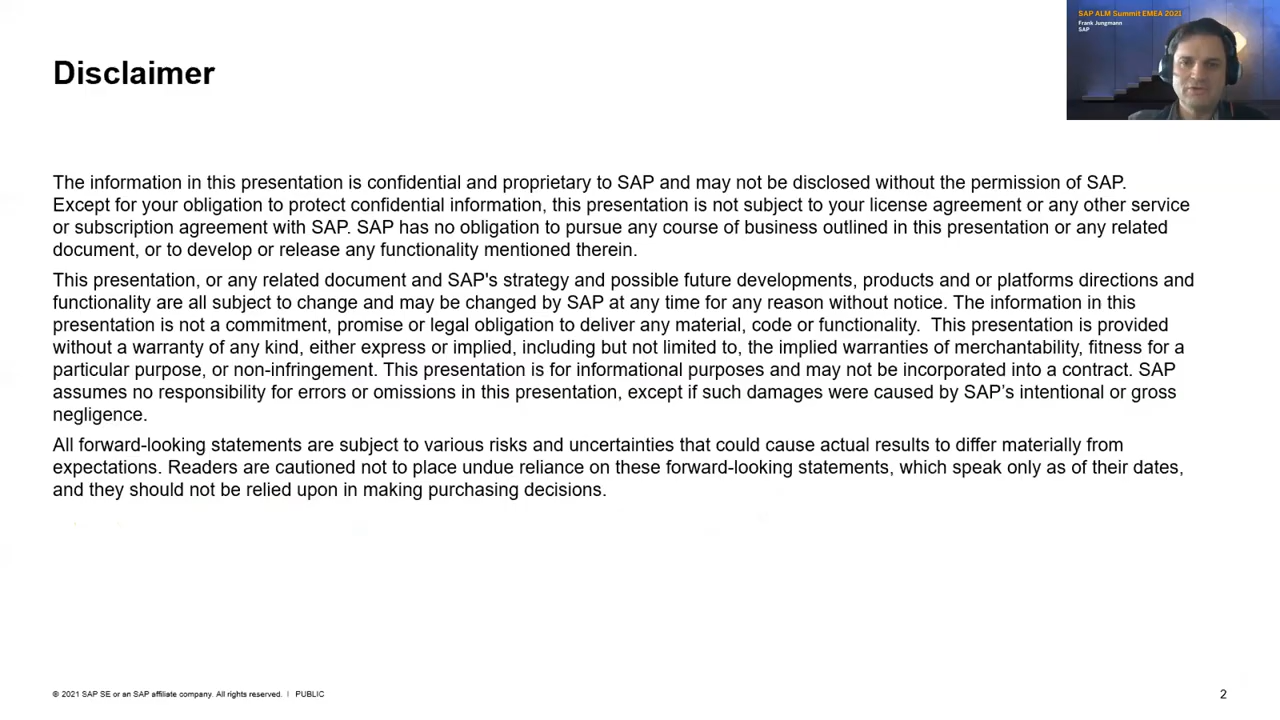 SAP ALM Summit EMEA 2021
Frank Jungmann
SAP
Disclaimer
The information in this presentation is confidential and proprietary to SAP and may not be disclosed without the permission of SAP.
Except for your obligation to protect confidential information, this presentation is not subject to your license agreement or any other service
or subscription agreement with SAP. SAP has no obligation to pursue any course of business outlined in this presentation or any related
document, or to develop or release any functionality mentioned therein.
This presentation, or any related document and SAP's strategy and possible future developments, products and or platforms directions and
functionality are all subject to change and may be changed by SAP at any time for any reason without notice. The information in this
presentation is not a commitment, promise or legal obligation to deliver any material, code or functionality.  This presentation is provided
without a warranty of any kind, either express or implied, including but not limited to, the implied warranties of merchantability, fitness for a
particular purpose, or non-infringement. This presentation is for informational purposes and may not be incorporated into a contract. SAP
assumes no responsibility for errors or omissions in this presentation, except if such damages were caused by SAP’s intentional or gross
negligence.
All forward-looking statements are subject to various risks and uncertainties that could cause actual results to differ materially from
expectations. Readers are cautioned not to place undue reliance on these forward-looking statements, which speak only as of their dates,
and they should not be relied upon in making purchasing decisions.
© 2021 SAP SE or an SAP affiliate company. All rights reserved. | PUBLIC
2